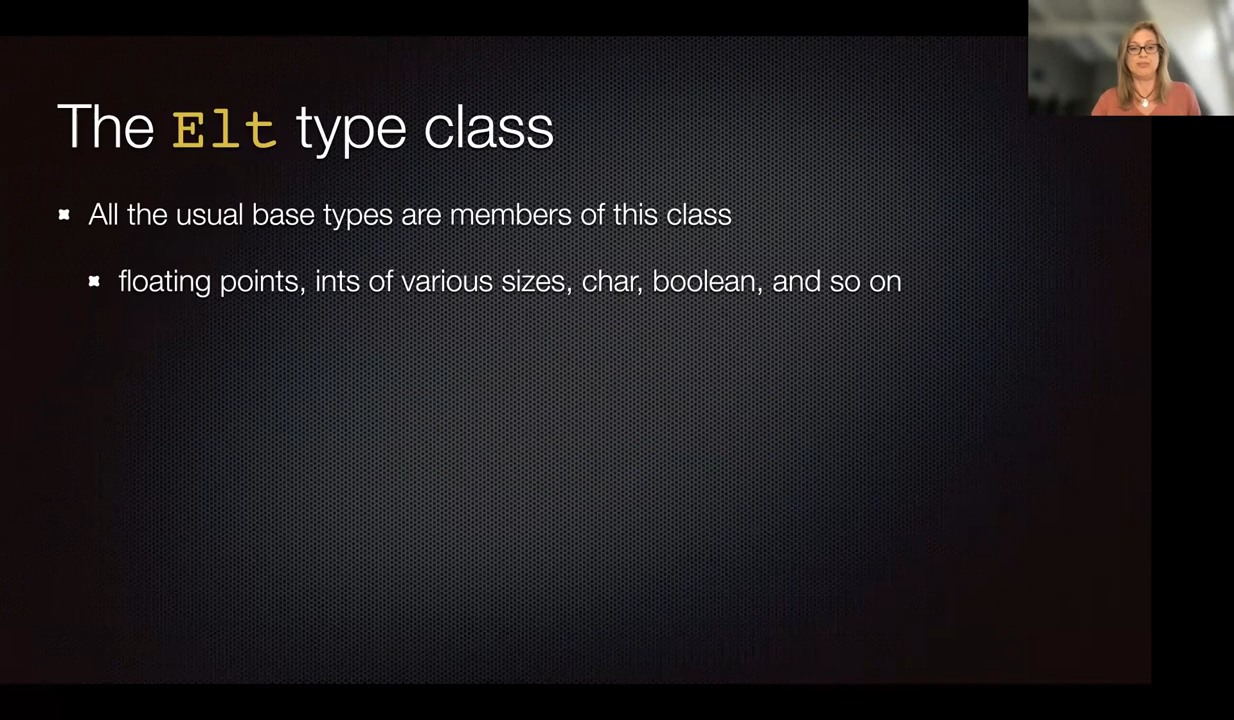 The Elt type class
All the usual base types are members of this class
floating points, ints of various sizes, char, boolean, and so on